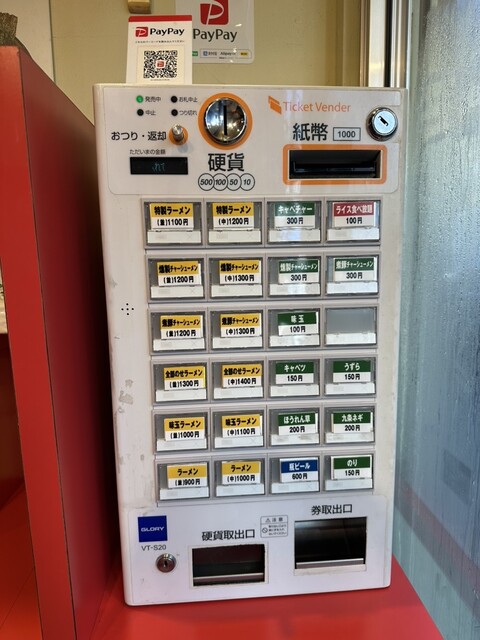 PayPay
PayPay
発売中
お札中止
中止
つり切れ
おつり・返却
ただいまの金額
Ticket Vender
紙幣 1000
硬貨
500 100 50 10
特製ラーメン
(並)1100円
特製ラーメン
(中)1200円
キャベチャー
300円
ライス食べ放題
100円
燻製チャーシューメン
(並)1200円
燻製チャーシューメン
(中)1300円
燻製チャーシュー
300円
煮豚チャーシュー
300円
煮豚チャーシューメン
(並)1200円
煮豚チャーシューメン
(中)1300円
味玉
100円
全部のせラーメン
(並)1300円
全部のせラーメン
(中)1400円
キャベツ
150円
うずら
150円
味玉ラーメン
(並)1000円
味玉ラーメン
(中)1100円
ほうれん草
200円
九条ネギ
200円
ラーメン
(並)900円
ラーメン
(中)1000円
瓶ビール
600円
のり
150円
GLORY
VT-S20
硬貨取出口
券取出口